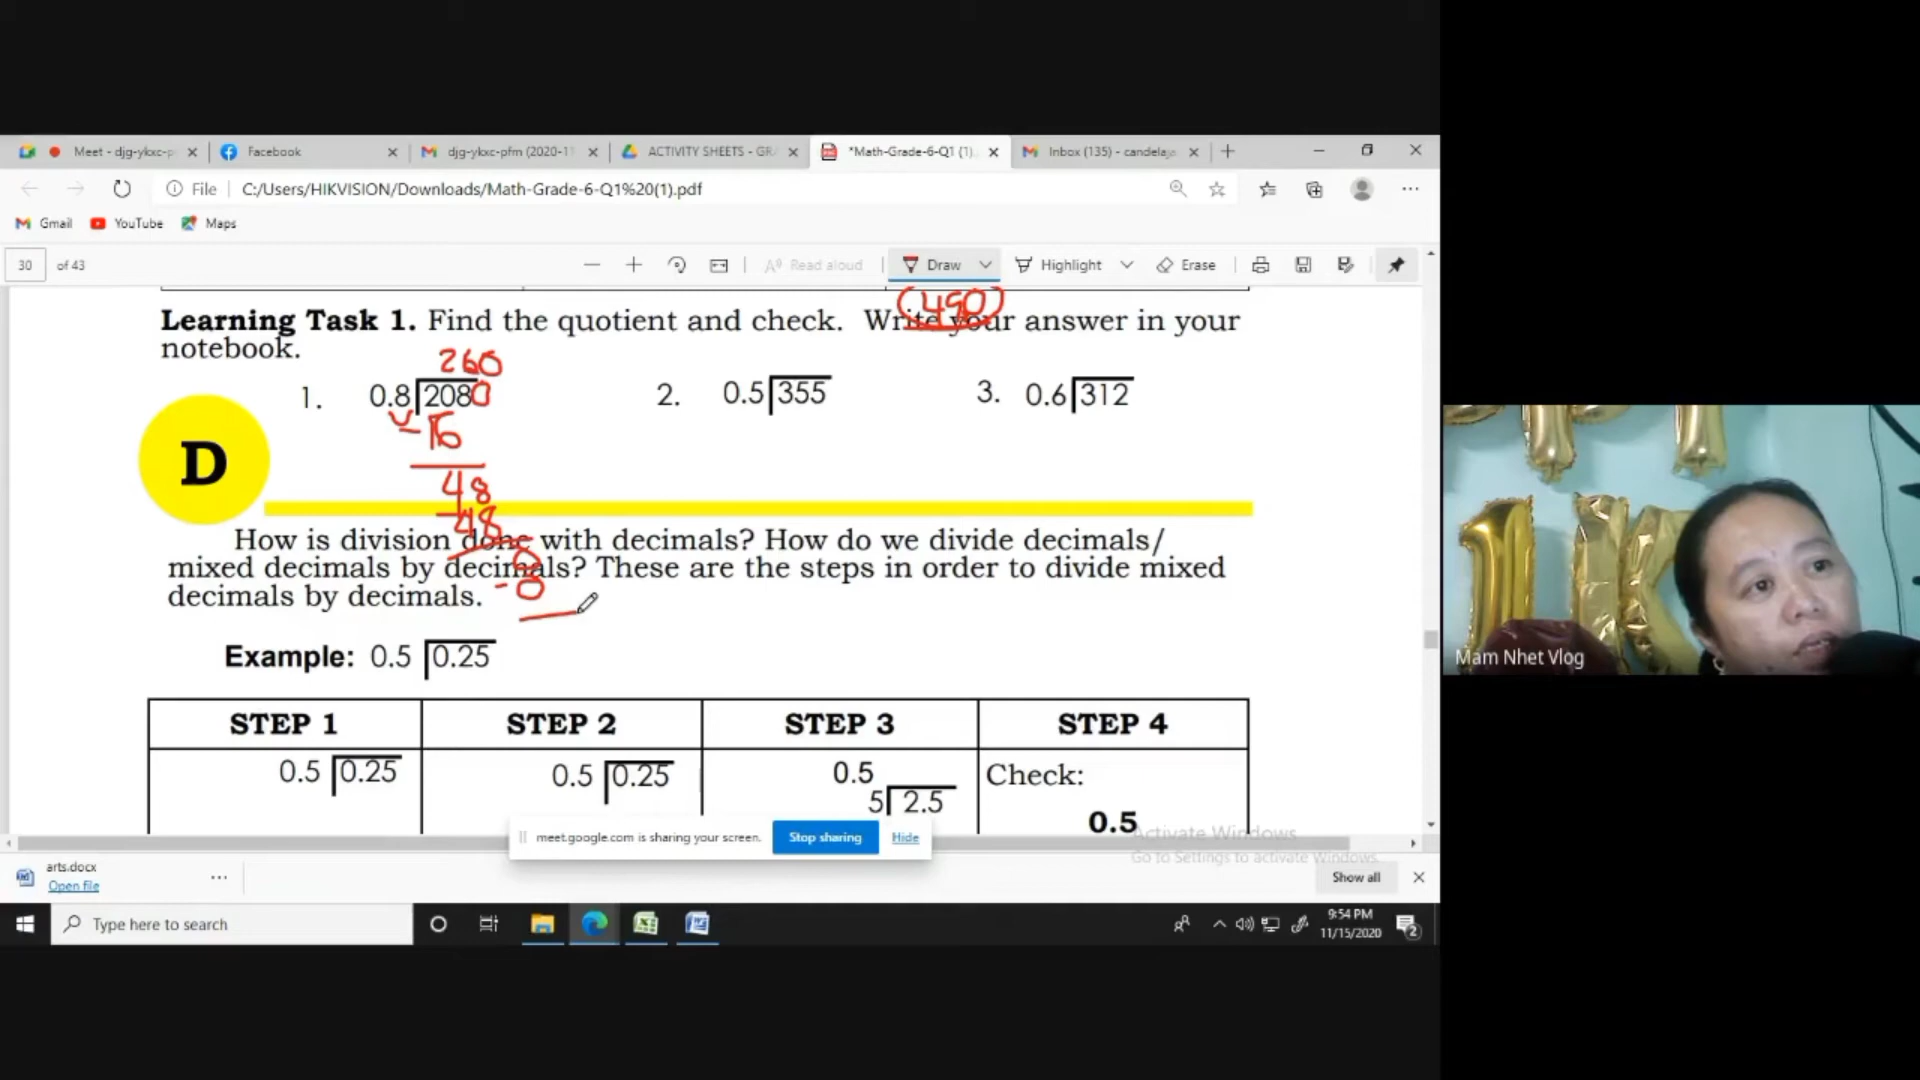 Meet - djg-ykxc-p
Facebook
djg-ykxc-pfm (2020-11
ACTIVITY SHEETS - GRA
*Math-Grade-6-Q1 (1).
Inbox (135) - candelaja
File
C:/Users/HIKVISION/Downloads/Math-Grade-6-Q1%20(1).pdf
Gmail
YouTube
Maps
30
of 43
Read aloud
Draw
Highlight
Erase
490
Learning Task 1. Find the quotient and check. Write your answer in your
notebook.
260
1. 0.8 2080
2. 0.5 355
3. 0.6 312
- 16
48
- 48
0
- 0
D
How is division done with decimals? How do we divide decimals/
mixed decimals by decimals? These are the steps in order to divide mixed
decimals by decimals.
Example: 0.5 0.25
STEP 1
STEP 2
STEP 3
STEP 4
0.5 0.25
0.5 0.25
0.5
5 2.5
Check:
0.5
Activate Windows
Go to Settings to activate Windows.
meet.google.com is sharing your screen.
Stop sharing
Hide
arts.docx
Open file
Show all
Type here to search
9:54 PM
11/15/2020
2
Mam Nhet Vlog